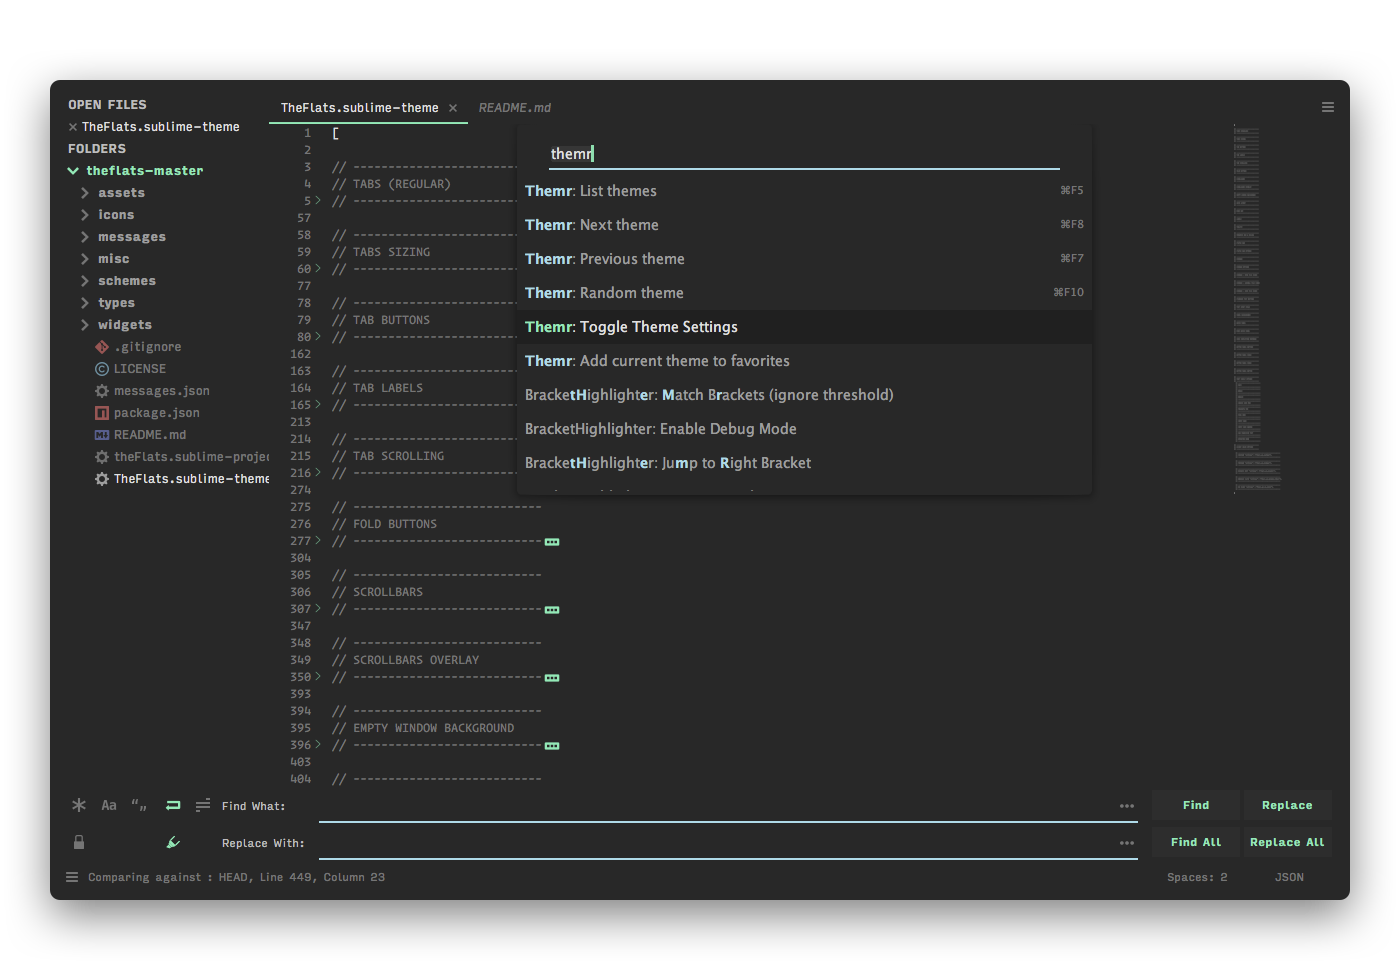 OPEN FILES
TheFlats.sublime-theme
FOLDERS
theflats-master
assets
icons
messages
misc
schemes
types
widgets
.gitignore
LICENSE
messages.json
package.json
README.md
theFlats.sublime-projec
TheFlats.sublime-theme
TheFlats.sublime-theme
README.md
1 [
2
3 // ---------------------
4 // TABS (REGULAR)
5 // ---------------------
57
58 // ---------------------
59 // TABS SIZING
60 // ---------------------
77
78 // ---------------------
79 // TAB BUTTONS
80 // ---------------------
162
163 // ---------------------
164 // TAB LABELS
165 // ---------------------
213
214 // ---------------------
215 // TAB SCROLLING
216 // ---------------------
274
275 // ---------------------------
276 // FOLD BUTTONS
277 // ---------------------------
304
305 // ---------------------------
306 // SCROLLBARS
307 // ---------------------------
347
348 // ---------------------------
349 // SCROLLBARS OVERLAY
350 // ---------------------------
393
394 // ---------------------------
395 // EMPTY WINDOW BACKGROUND
396 // ---------------------------
403
404 // ---------------------------
themr
Themr: List themes ⌘F5
Themr: Next theme ⌘F8
Themr: Previous theme ⌘F7
Themr: Random theme ⌘F10
Themr: Toggle Theme Settings
Themr: Add current theme to favorites
BracketHighlighter: Match Brackets (ignore threshold)
BracketHighlighter: Enable Debug Mode
BracketHighlighter: Jump to Right Bracket
Aa “„ Find What: Find Replace
Replace With: Find All Replace All
Comparing against : HEAD, Line 449, Column 23 Spaces: 2 JSON